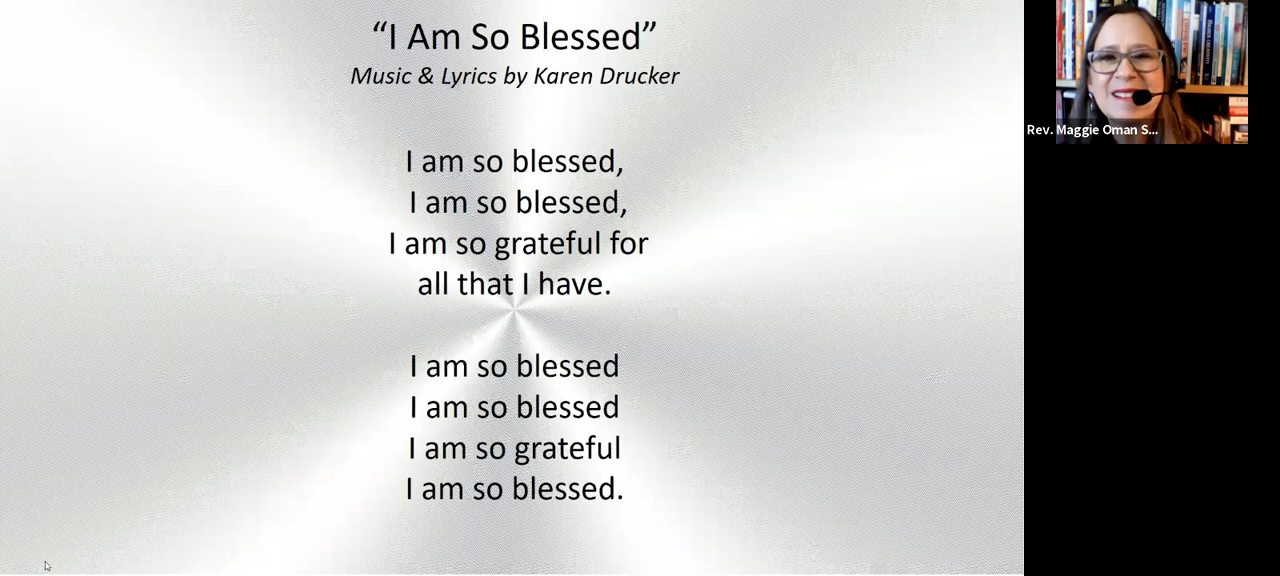 “I Am So Blessed”
Music & Lyrics by Karen Drucker
I am so blessed,
I am so blessed,
I am so grateful for
all that I have.
I am so blessed
I am so blessed
I am so grateful
I am so blessed.
Rev. Maggie Oman S...